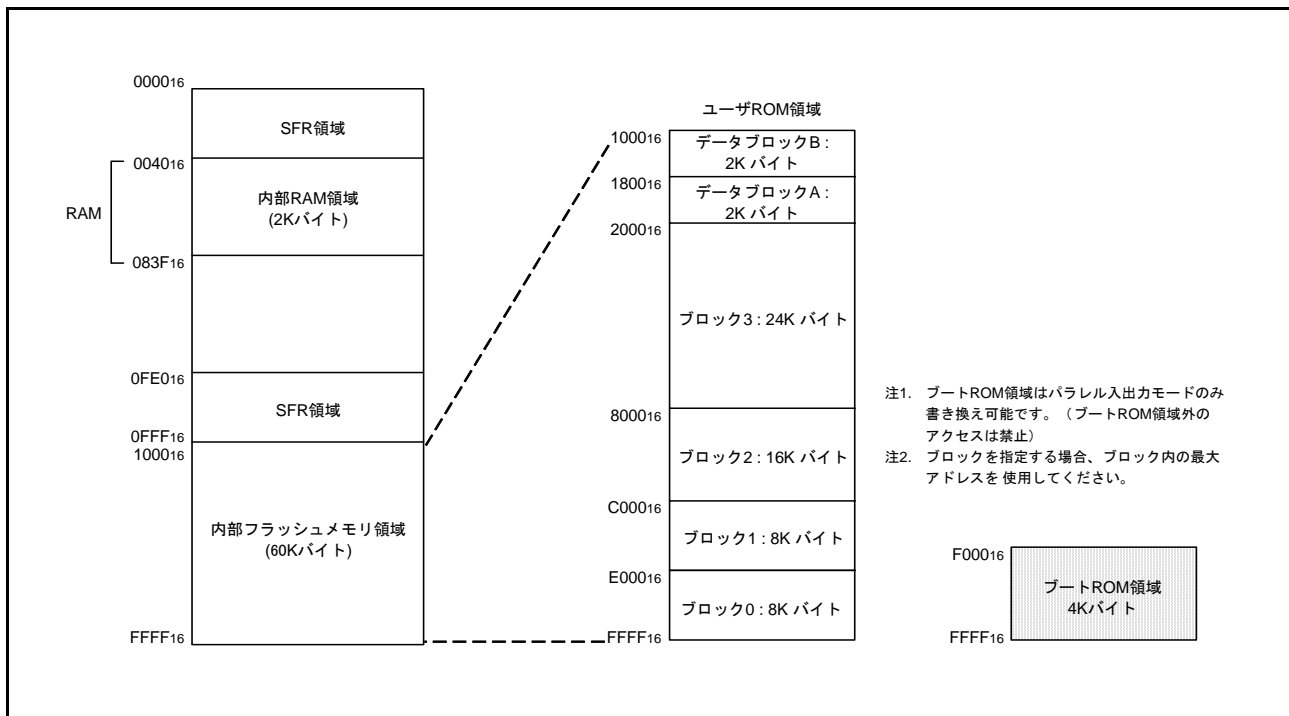 000016
SFR領域
004016
RAM
内部RAM領域
(2Kバイト)
083F16
0FE016
SFR領域
0FFF16
100016
内部フラッシュメモリ領域
(60Kバイト)
FFFF16
ユーザROM領域
100016
データブロックB :
2K バイト
180016
データブロックA :
2K バイト
200016
ブロック3 : 24K バイト
800016
ブロック2 : 16K バイト
C00016
ブロック1 : 8K バイト
E00016
ブロック0 : 8K バイト
FFFF16
注1. ブートROM領域はパラレル入出力モードのみ
書き換え可能です。（ブートROM領域外の
アクセスは禁止）
注2. ブロックを指定する場合、ブロック内の最大
アドレスを 使用してください。
F00016
ブートROM領域
4Kバイト
FFFF16